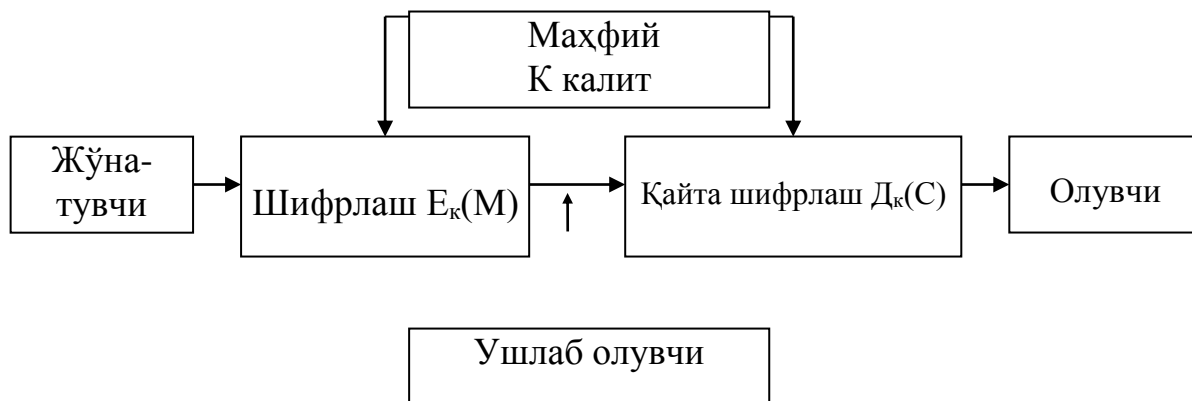 Маҳфий
К калит
Жўна-
тувчи
Шифрлаш Ек(М)
Қайта шифрлаш Дк(С)
Олувчи
Ушлаб олувчи